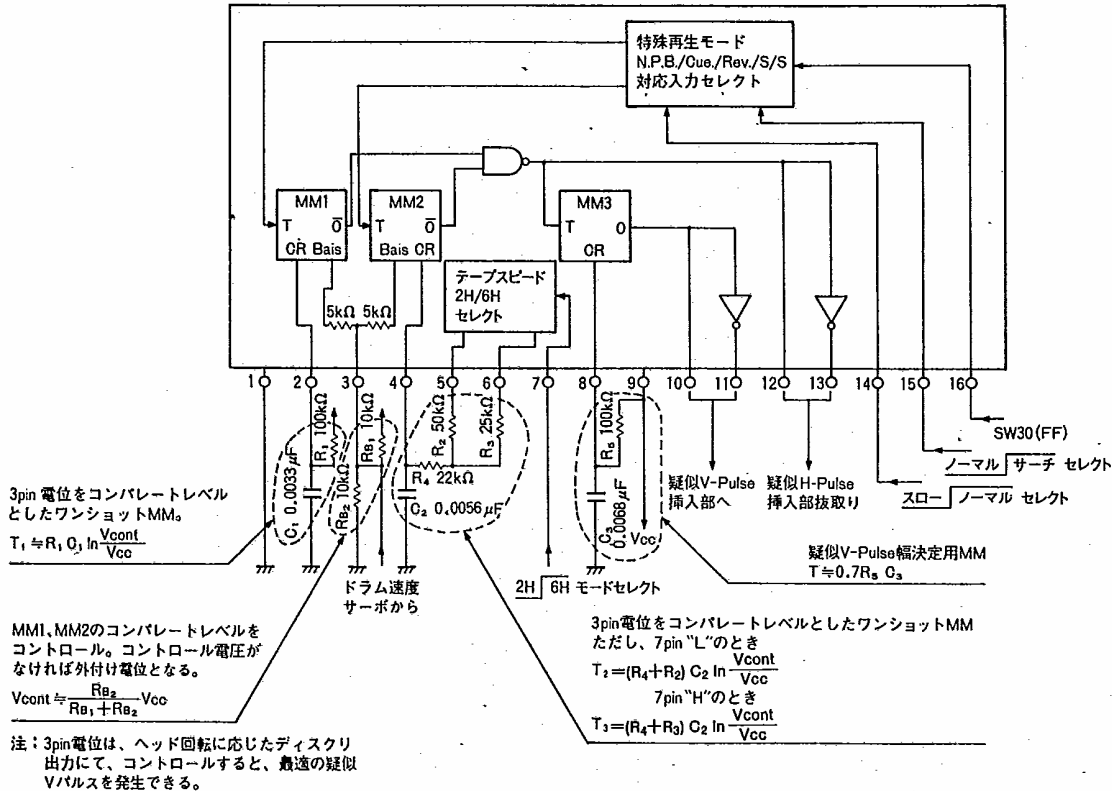 特殊再生モード
N.P.B./Cue./Rev./S/S
対応入力セレクト
MM1
T
O̅
CR Bais
MM2
T
O̅
Bais CR
MM3
T
O
CR
テープスピード
2H/6H
セレクト
5kΩ 5kΩ
1 2 3 4 5 6 7 8 9 10 11 12 13 14 15 16
R₁ 100kΩ
C₁ 0.0033μF
RB₁ 10kΩ
RB₂ 10kΩ
R₂ 50kΩ
R₃ 25kΩ
R₄ 22kΩ
C₂ 0.0056μF
R₅ 100kΩ
C₃ 0.0068μF
Vcc
SW30(FF)
ノーマル サーチ セレクト
スロー ノーマル セレクト
疑似V-Pulse
挿入部へ
疑似H-Pulse
挿入部抜取り
2H 6H モードセレクト
ドラム速度
サーボから
3pin 電位をコンパレートレベル
としたワンショットMM。
T₁≒R₁ C₁ ln Vcont/Vcc
疑似V-Pulse幅決定用MM
T≒0.7R₅ C₃
MM1、MM2のコンパレートレベルを
コントロール。コントロール電圧が
なければ外付け電位となる。
Vcont≒RB₂/(RB₁+RB₂) Vcc
3pin電位をコンパレートレベルとしたワンショットMM
ただし、7pin "L"のとき
T₂=(R₄+R₂) C₂ ln Vcont/Vcc
7pin"H"のとき
T₃=(R₄+R₃) C₂ ln Vcont/Vcc
注:3pin電位は、ヘッド回転に応じたディスクリ
出力にて、コントロールすると、最適の疑似
Vパルスを発生できる。